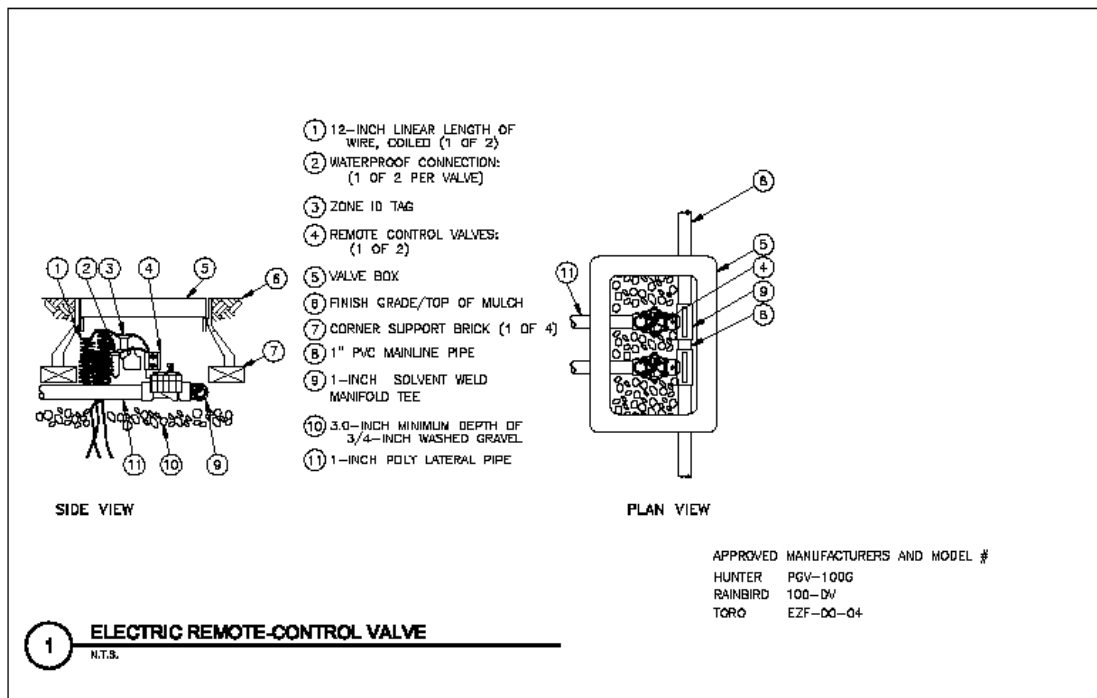 ① 12-INCH LINEAR LENGTH OF
WIRE, COILED (1 OF 2)
② WATERPROOF CONNECTION:
(1 OF 2 PER VALVE)
③ ZONE ID TAG
④ REMOTE CONTROL VALVES:
(1 OF 2)
⑤ VALVE BOX
⑥ FINISH GRADE/TOP OF MULCH
⑦ CORNER SUPPORT BRICK (1 OF 4)
⑧ 1" PVC MAINLINE PIPE
⑨ 1-INCH SOLVENT WELD
MANIFOLD TEE
⑩ 3.0-INCH MINIMUM DEPTH OF
3/4-INCH WASHED GRAVEL
⑪ 1-INCH POLY LATERAL PIPE
1 2 3 4 5 6
7
11 10 9
SIDE VIEW
8
5
4
11 9
8
PLAN VIEW
APPROVED MANUFACTURERS AND MODEL #
HUNTER PGV-100G
RAINBIRD 100-DV
TORO EZF-00-04
1 ELECTRIC REMOTE-CONTROL VALVE
N.T.S.